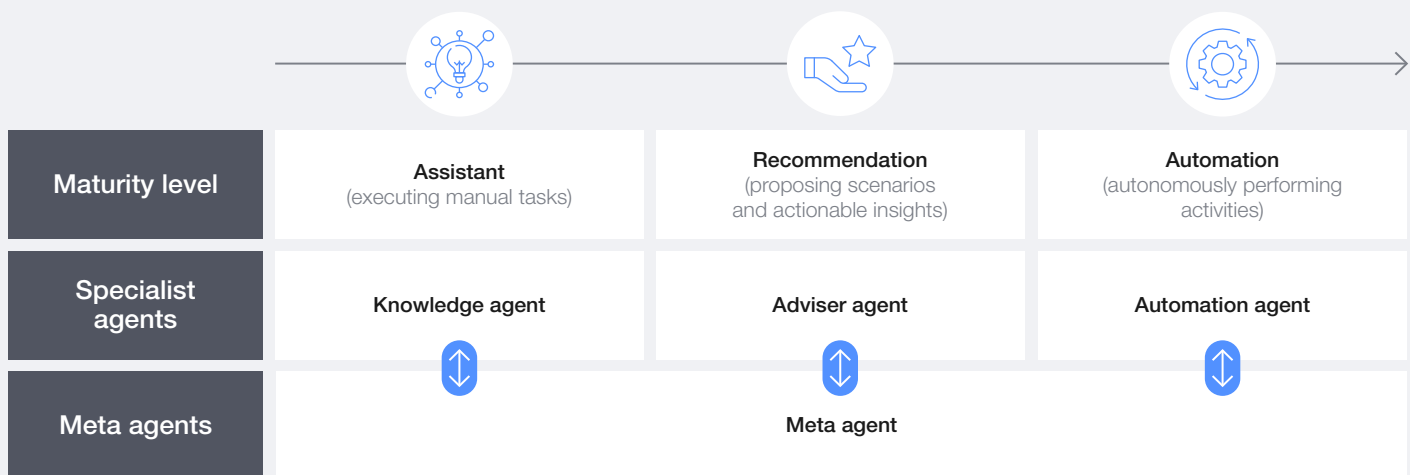 Maturity level
Assistant
(executing manual tasks)
Recommendation
(proposing scenarios
and actionable insights)
Automation
(autonomously performing
activities)
Specialist
agents
Knowledge agent
Adviser agent
Automation agent
Meta agents
Meta agent